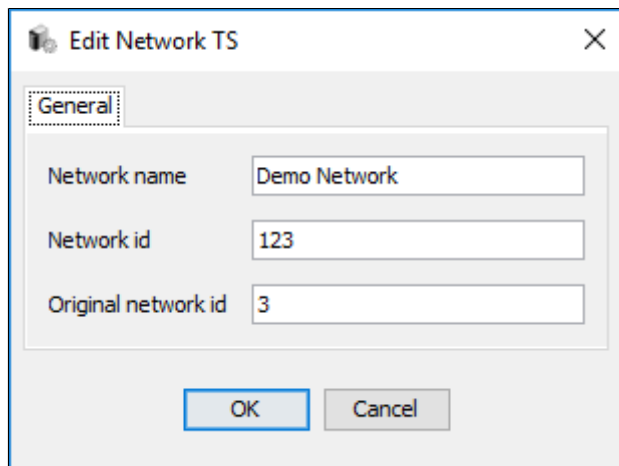 Edit Network TS
General
Network name Demo Network
Network id 123
Original network id 3
OK Cancel